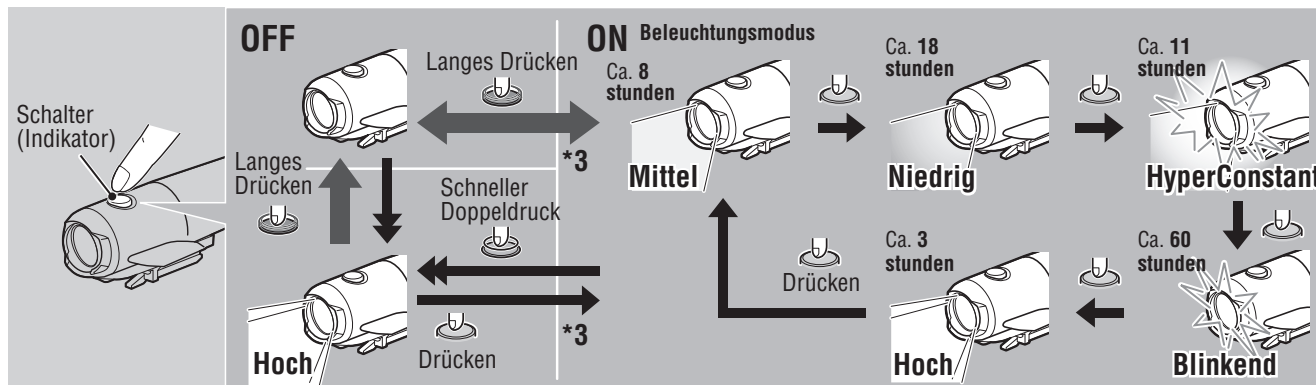 Schalter
(Indikator)
OFF
Langes Drücken
Langes
Drücken
*3
Schneller
Doppeldruck
Hoch
Drücken
*3
ON Beleuchtungsmodus
Ca. 8
stunden
Mittel
Ca. 18
stunden
Niedrig
Ca. 11
stunden
HyperConstant
Drücken
Ca. 3
stunden
Hoch
Ca. 60
stunden
Blinkend